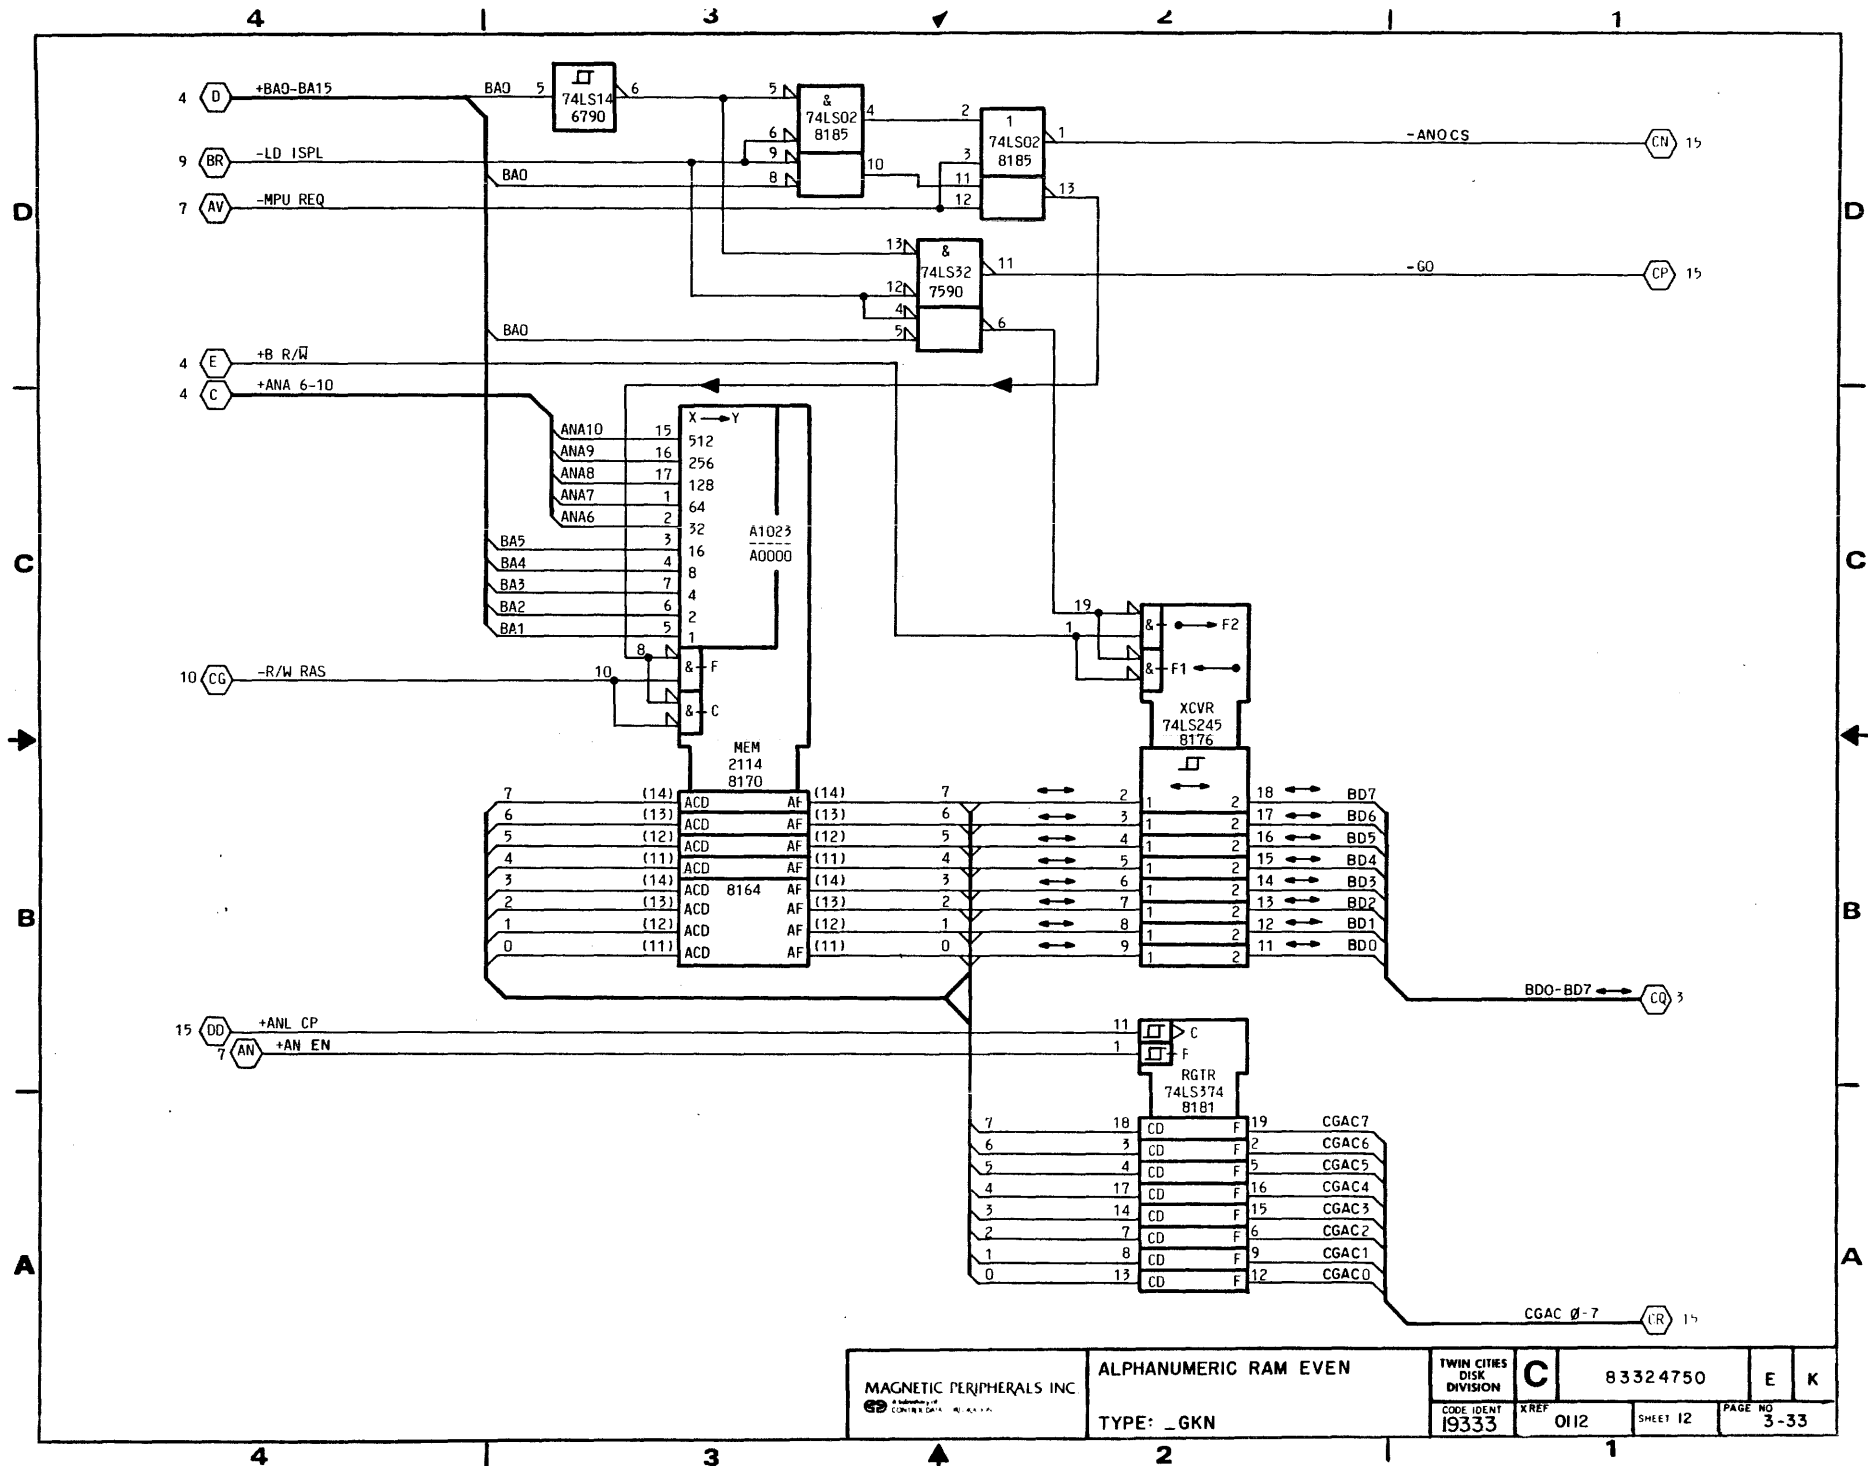 4 3 2 1
4 D +BA0-BA15 BA0 5 74LS14 6790 6
5 & 74LS02 8185 4 2 1 74LS02 8185 1 -ANOCS CN 15
6
9 BR -LD ISPL 9 10 3
BA0 8 11 13
D 7 AV -MPU REQ 12 D
13 & 74LS32 7590 11 -GO CP 15
12
4
BA0 5 6
4 E +B R/W̅
4 C +ANA 6-10
X Y
ANA10 15 512
ANA9 16 256
ANA8 17 128
ANA7 1 64
ANA6 2 32
A1023
A0000
BA5 3 16
C BA4 4 8 C
BA3 7 4
BA2 6 2
BA1 5 1
19 & F2
1
8 & F
10 CG -R/W RAS 10
& F1
& C
XCVR
74LS245
8176
MEM
2114
8170
7 (14) ACD AF (14) 7 2 1 2 18 BD7
6 (13) ACD AF (13) 6 3 1 2 17 BD6
5 (12) ACD AF (12) 5 4 1 2 16 BD5
4 (11) ACD AF (11) 4 5 1 2 15 BD4
3 (14) ACD 8164 AF (14) 3 6 1 2 14 BD3
B 2 (13) ACD AF (13) 2 7 1 2 13 BD2 B
1 (12) ACD AF (12) 1 8 1 2 12 BD1
0 (11) ACD AF (11) 0 9 1 2 11 BD0
BD0-BD7 CQ 3
15 DD +ANL CP 11 C
7 AN +AN EN 1 F
RGTR
74LS374
8181
7 18 CD F 19 CGAC7
6 3 CD F 2 CGAC6
5 4 CD F 5 CGAC5
4 17 CD F 16 CGAC4
3 14 CD F 15 CGAC3
2 7 CD F 6 CGAC2
A 1 8 CD F 9 CGAC1 A
0 13 CD F 12 CGAC0
CGAC Ø-7 CR 15
MAGNETIC PERIPHERALS INC
ALPHANUMERIC RAM EVEN
TYPE: _GKN
TWIN CITIES
DISK
DIVISION
C 83324750 E K
CODE IDENT
19333
XREF
0112
SHEET 12
PAGE NO
3-33
4 3 2 1